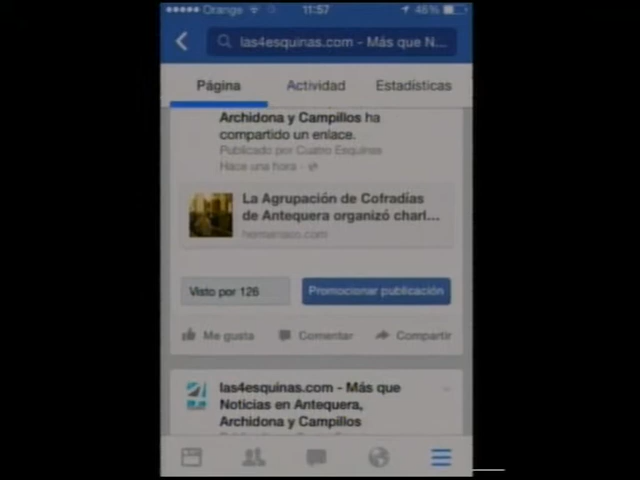 Orange 11:57 48%
las4esquinas.com - Más que N...
Página Actividad Estadísticas
Archidona y Campillos ha
compartido un enlace.
Publicado por Cuatro Esquinas
Hace una hora
La Agrupación de Cofradías
de Antequera organizó charl...
Visto por 126
Promocionar publicación
Me gusta Comentar Compartir
las4esquinas.com - Más que
Noticias en Antequera,
Archidona y Campillos